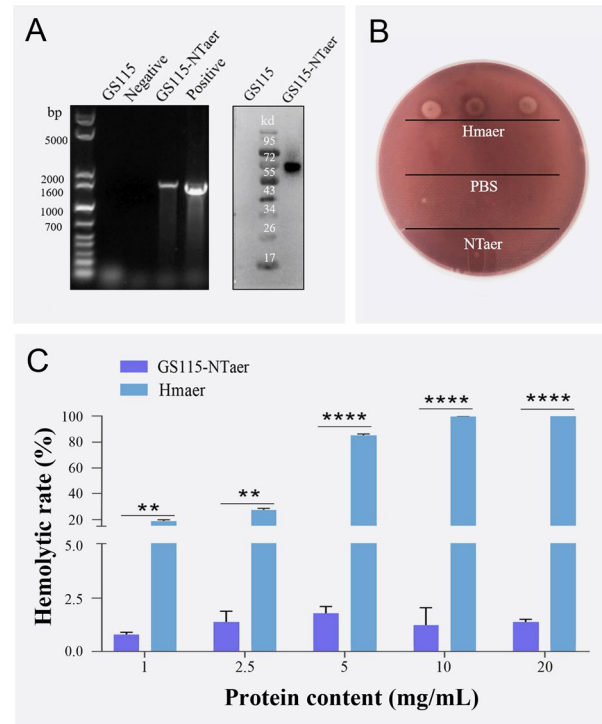 A
GS115
Negative
GS115-NTaer
Positive
bp
5000
2000
1600
1000
700
GS115
GS115-NTaer
kd
95
72
55
43
34
26
17
B
Hmaer
PBS
NTaer
C
GS115-NTaer
Hmaer
Hemolytic rate (%)
100
80
60
40
20
5.0
2.5
0.0
**
**
****
****
****
1 2.5 5 10 20
Protein content (mg/mL)